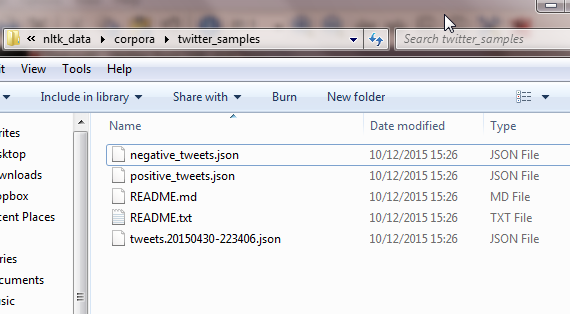 « nltk_data corpora twitter_samples Search twitter_samples
it View Tools Help
Include in library Share with Burn New folder
Name Date modified Type
rites negative_tweets.json 10/12/2015 15:26 JSON File
sktop positive_tweets.json 10/12/2015 15:26 JSON File
wnloads README.md 10/12/2015 15:26 MD File
opbox README.txt 10/12/2015 15:26 TXT File
cent Places tweets.20150430-223406.json 10/12/2015 15:26 JSON File
ries
cuments
usic